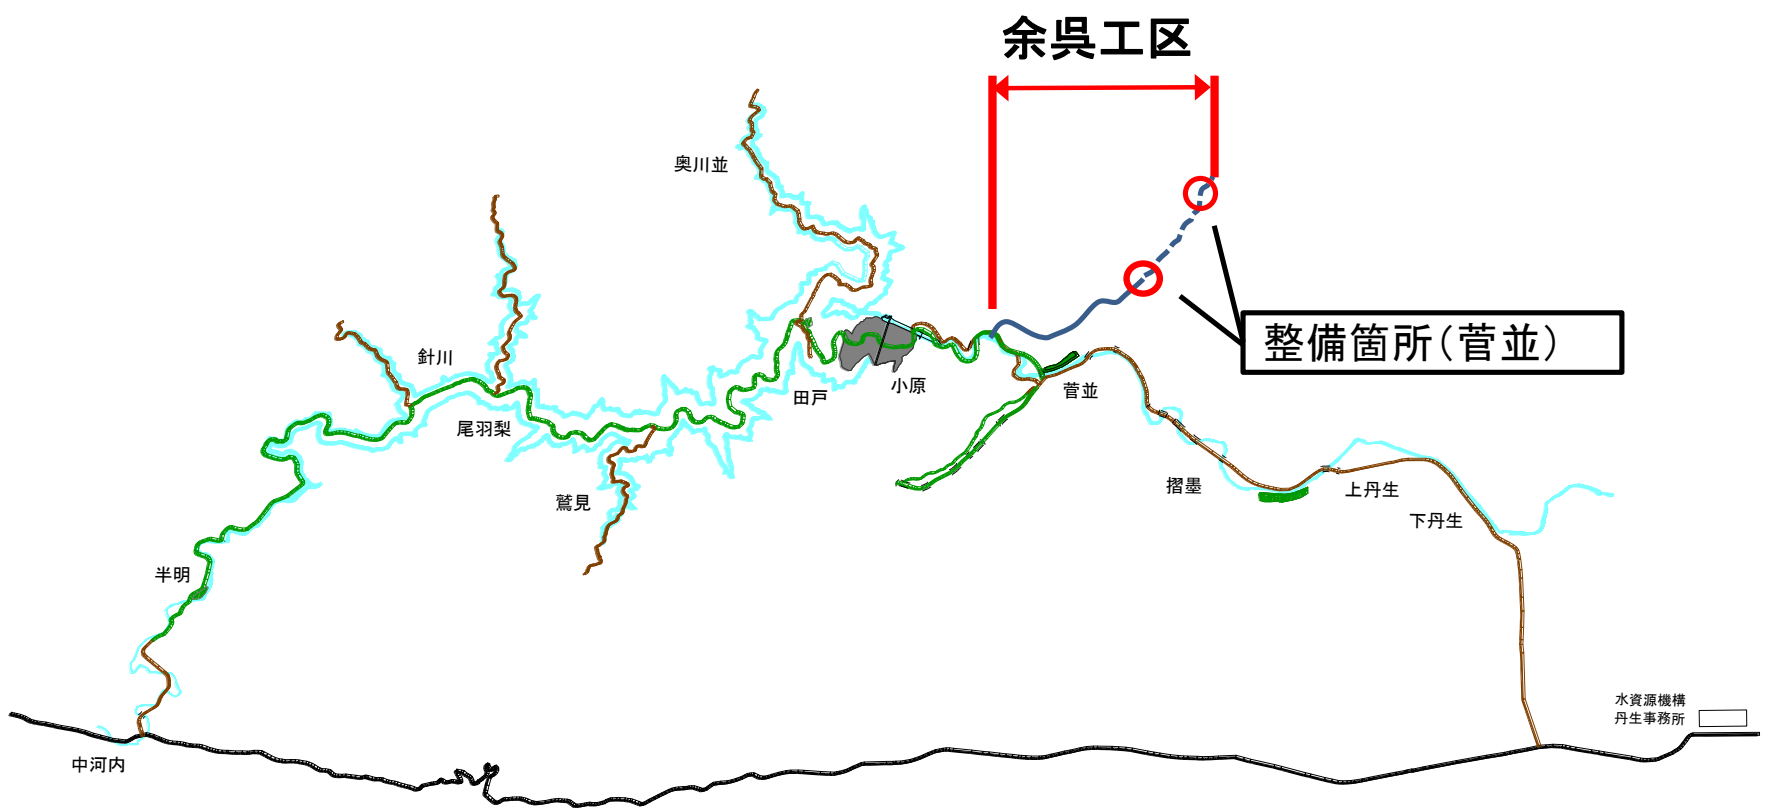 余呉工区
奥川並
整備箇所(菅並)
針川
小原
田戸
菅並
尾羽梨
摺墨
上丹生
鷲見
下丹生
半明
水資源機構
丹生事務所
中河内